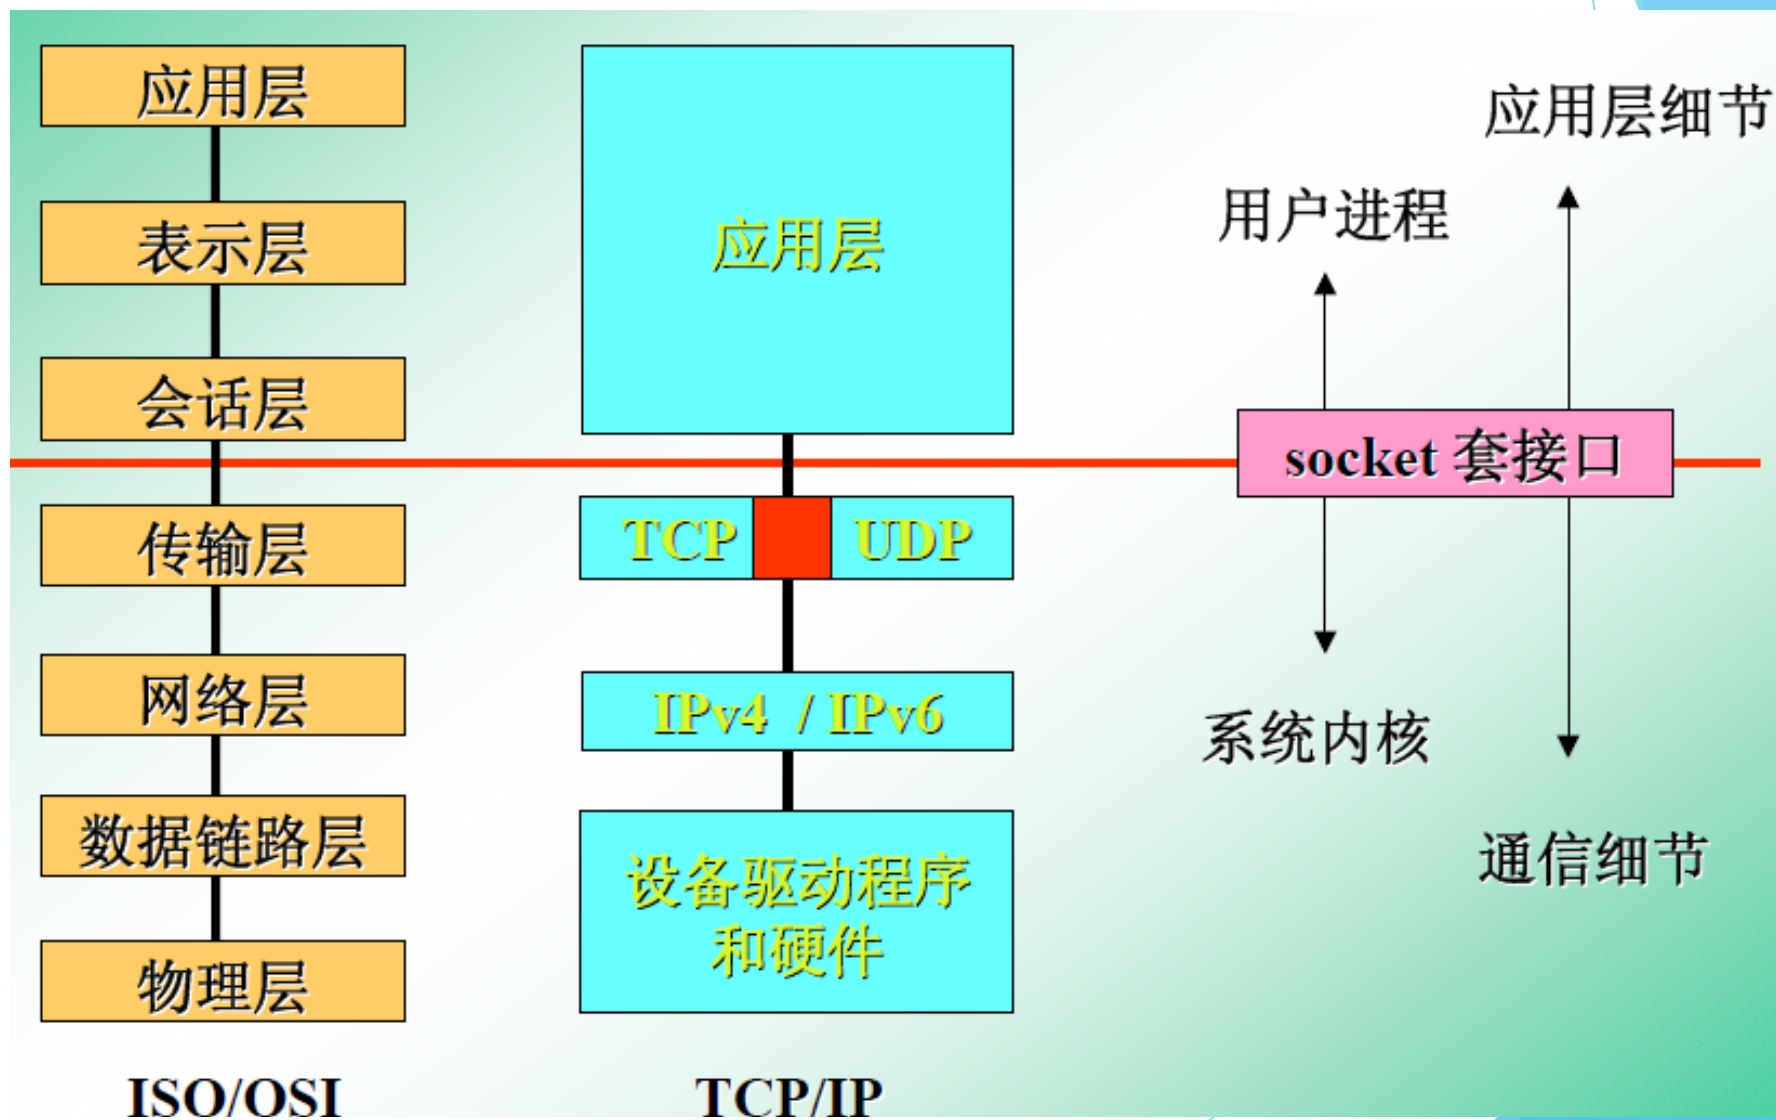 应用层
表示层
会话层
传输层
网络层
数据链路层
物理层
ISO/OSI
应用层
TCP UDP
IPv4 / IPv6
设备驱动程序
和硬件
TCP/IP
应用层细节
用户进程
socket 套接口
系统内核
通信细节